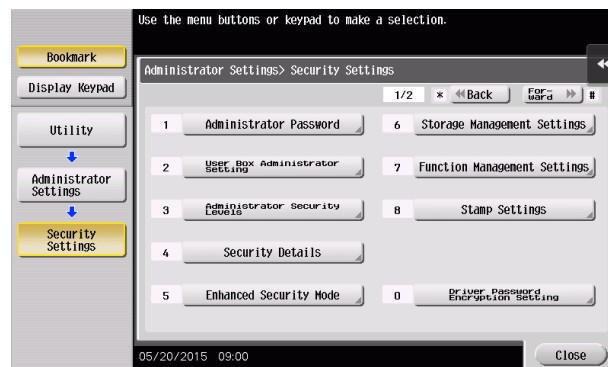 Use the menu buttons or keypad to make a selection.
Bookmark
Display Keypad
Utility
Administrator
Settings
Security
Settings
Administrator Settings> Security Settings
1/2 * Back For-
ward #
1 Administrator Password
2 User Box Administrator
Setting
3 Administrator Security
Levels
4 Security Details
5 Enhanced Security Mode
6 Storage Management Settings
7 Function Management Settings
8 Stamp Settings
0 Driver Password
Encryption Setting
05/20/2015 09:00
Close